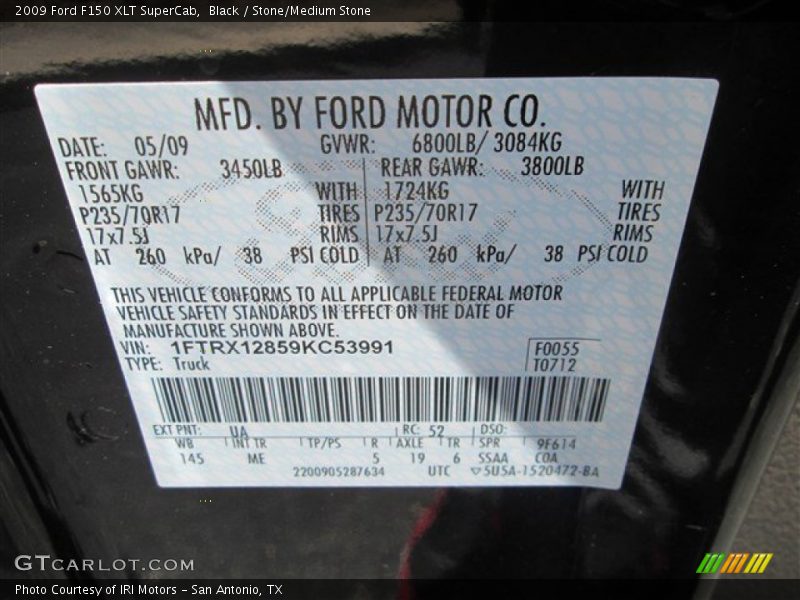 2009 Ford F150 XLT SuperCab, Black / Stone/Medium Stone
MFD. BY FORD MOTOR CO.
DATE: 05/09 GVWR: 6800LB/ 3084KG
FRONT GAWR: 3450LB REAR GAWR: 3800LB
1565KG WITH 1724KG WITH
P235/70R17 TIRES P235/70R17 TIRES
17x7.5J RIMS 17x7.5J RIMS
AT 260 kPa/ 38 PSI COLD AT 260 kPa/ 38 PSI COLD
THIS VEHICLE CONFORMS TO ALL APPLICABLE FEDERAL MOTOR
VEHICLE SAFETY STANDARDS IN EFFECT ON THE DATE OF
MANUFACTURE SHOWN ABOVE.
VIN: 1FTRX12859KC53991 F0055
TYPE: Truck T0712
EXT PNT: UA RC: 52 DSO:
WB INT TR TP/PS R AXLE TR SPR 9F614
145 ME 5 19 6 SSAA COA
2200905287634 UTC ▽5U5A-1520472-BA
GTcarlot.com
Photo Courtesy of IRI Motors – San Antonio, TX